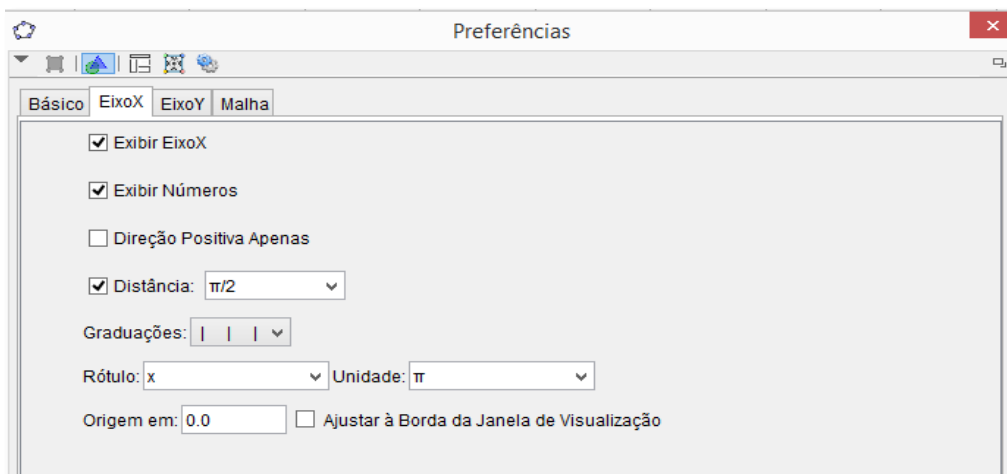 Preferências
Básico EixoX EixoY Malha
Exibir EixoX
Exibir Números
Direção Positiva Apenas
Distância: π/2
Graduações: | | |
Rótulo: x Unidade: π
Origem em: 0.0 Ajustar à Borda da Janela de Visualização